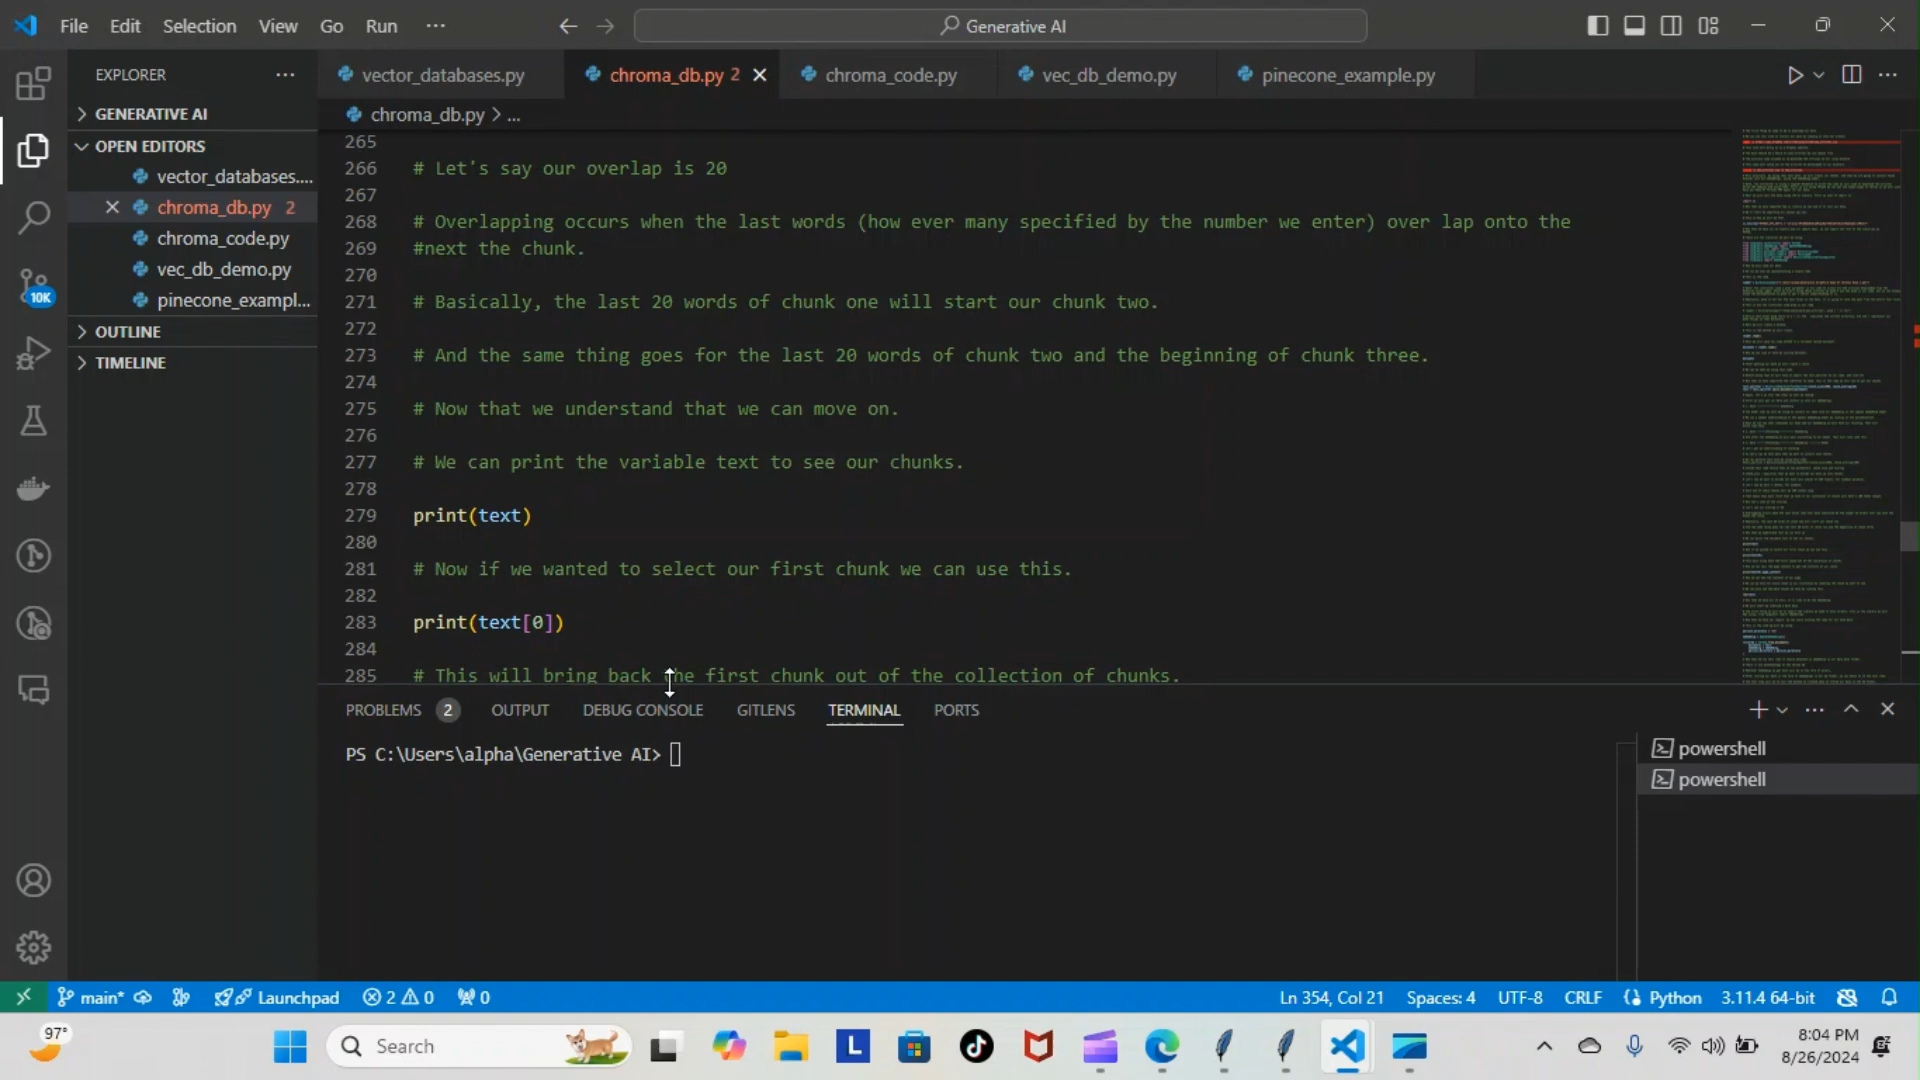 File Edit Selection View Go Run ... Generative AI
EXPLORER ...
vector_databases.py chroma_db.py 2 chroma_code.py vec_db_demo.py pinecone_example.py
GENERATIVE AI
chroma_db.py > ...
OPEN EDITORS
vector_databases....
chroma_db.py 2
chroma_code.py
vec_db_demo.py
pinecone_exampl...
OUTLINE
TIMELINE
10K
265
266 # Let's say our overlap is 20
267
268 # Overlapping occurs when the last words (how ever many specified by the number we enter) over lap onto the
269 #next the chunk.
270
271 # Basically, the last 20 words of chunk one will start our chunk two.
272
273 # And the same thing goes for the last 20 words of chunk two and the beginning of chunk three.
274
275 # Now that we understand that we can move on.
276
277 # We can print the variable text to see our chunks.
278
279 print(text)
280
281 # Now if we wanted to select our first chunk we can use this.
282
283 print(text[0])
284
285 # This will bring back the first chunk out of the collection of chunks.
PROBLEMS 2 OUTPUT DEBUG CONSOLE GITLENS TERMINAL PORTS
PS C:\Users\alpha\Generative AI>
powershell
powershell
main* Launchpad 2 0 0 Ln 354, Col 21 Spaces: 4 UTF-8 CRLF Python 3.11.4 64-bit
97° Search L 8:04 PM
8/26/2024